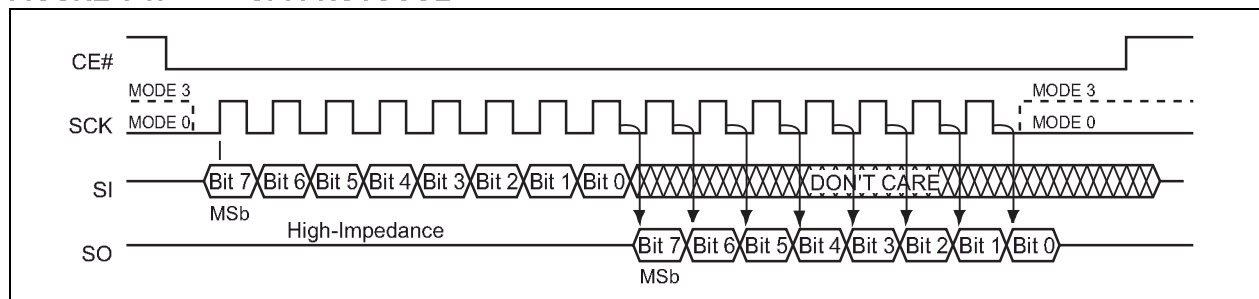 CE#
MODE 3
MODE 3
SCK
MODE 0
MODE 0
SI
Bit 7 Bit 6 Bit 5 Bit 4 Bit 3 Bit 2 Bit 1 Bit 0
DON'T CARE
MSb
High-Impedance
SO
Bit 7 Bit 6 Bit 5 Bit 4 Bit 3 Bit 2 Bit 1 Bit 0
MSb